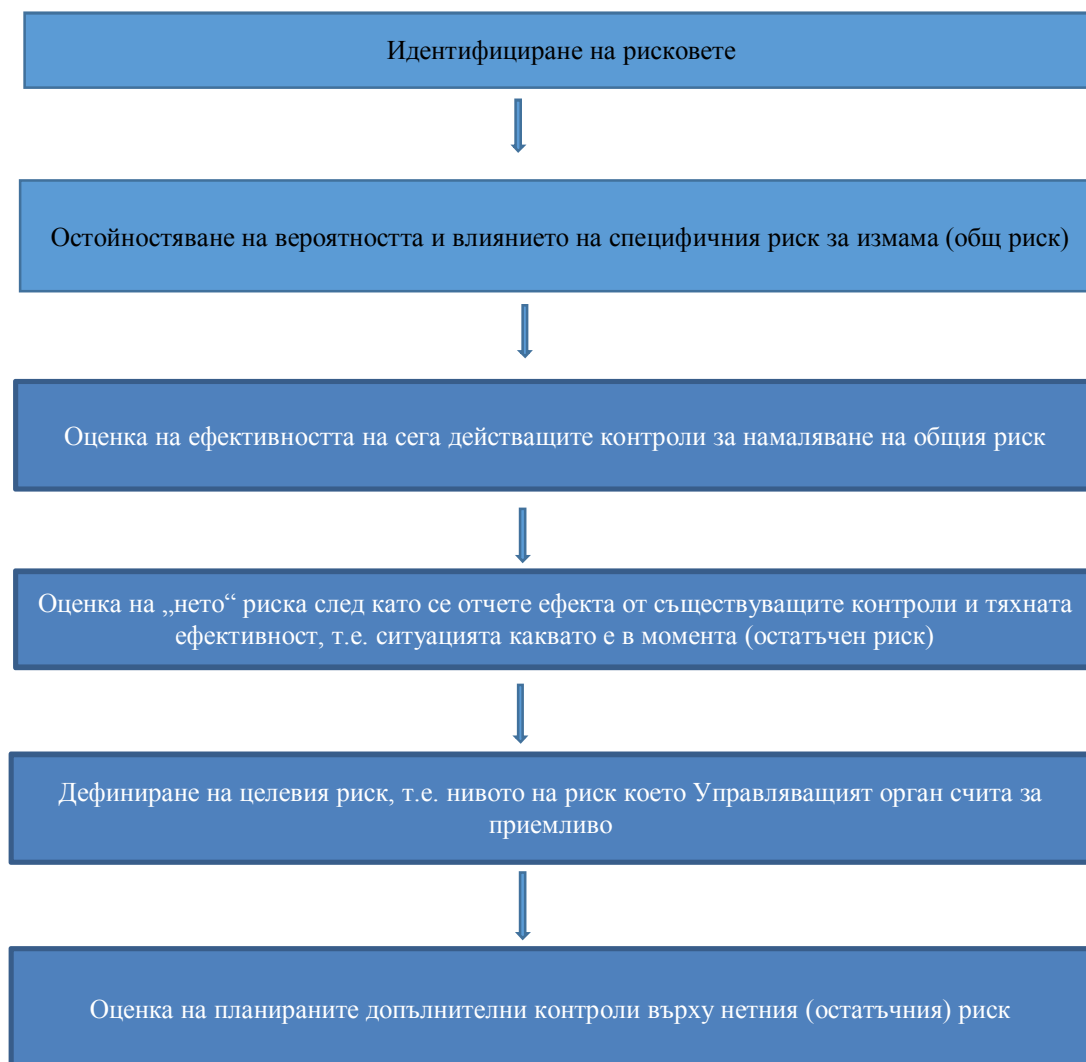 Идентифициране на рисковете
Остойностяване на вероятността и влиянието на специфичния риск за измама (общ риск)
Оценка на ефективността на сега действащите контроли за намаляване на общия риск
Оценка на „нето“ риска след като се отчете ефекта от съществуващите контроли и тяхната
ефективност, т.е. ситуацията каквато е в момента (остатъчен риск)
Дефиниране на целевия риск, т.е. нивото на риск което Управляващият орган счита за
приемливо
Оценка на планираните допълнителни контроли върху нетния (остатъчния) риск